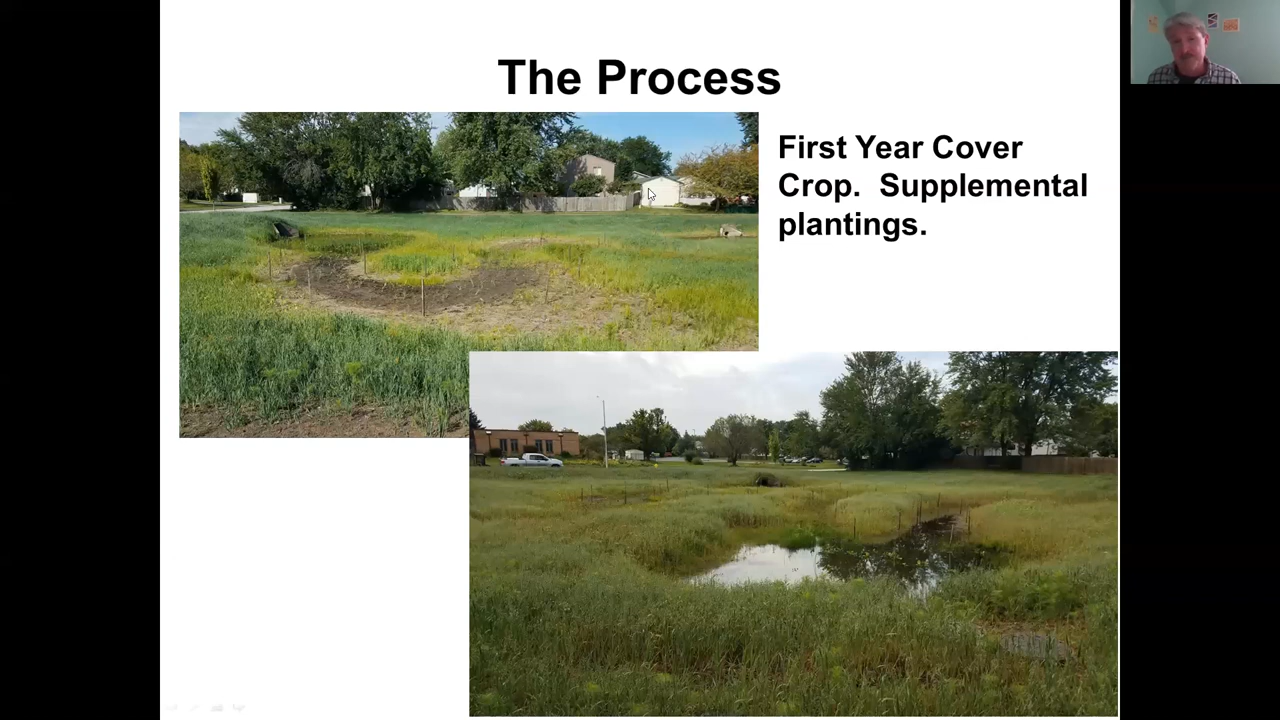 The Process
First Year Cover
Crop.  Supplemental
plantings.